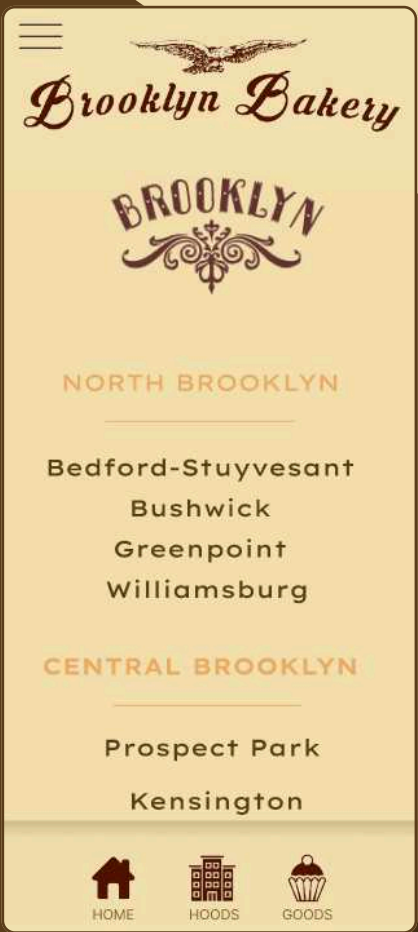 Brooklyn Bakery
BROOKLYN
NORTH BROOKLYN
Bedford-Stuyvesant
Bushwick
Greenpoint
Williamsburg
CENTRAL BROOKLYN
Prospect Park
Kensington
HOME HOODS GOODS